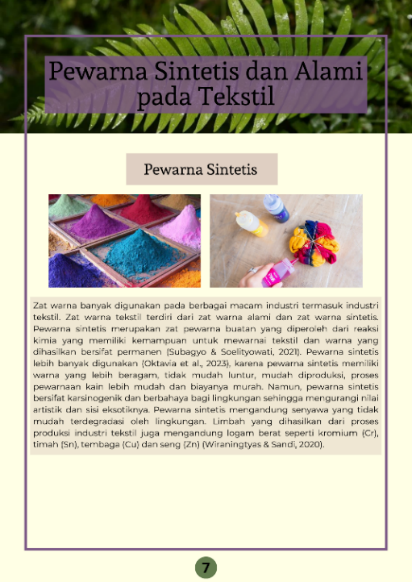 Pewarna Sintetis dan Alami
pada Tekstil
Pewarna Sintetis
Zat warna banyak digunakan pada berbagai macam industri termasuk industri
tekstil. Zat warna tekstil terdiri dari zat warna alami dan zat warna sintetis.
Pewarna sintetis merupakan zat pewarna buatan yang diperoleh dari reaksi
kimia yang memiliki kemampuan untuk mewarnai tekstil dan warna yang
dihasilkan bersifat permanen (Subagyo & Soelityowati, 2021). Pewarna sintetis
lebih banyak digunakan (Oktavia et al., 2023), karena pewarna sintetis memiliki
warna yang lebih beragam, tidak mudah luntur, mudah diproduksi, proses
pewarnaan kain lebih mudah dan biayanya murah. Namun, pewarna sintetis
bersifat karsinogenik dan berbahaya bagi lingkungan sehingga mengurangi nilai
artistik dan sisi eksotiknya. Pewarna sintetis mengandung senyawa yang tidak
mudah terdegradasi oleh lingkungan. Limbah yang dihasilkan dari proses
produksi industri tekstil juga mengandung logam berat seperti kromium (Cr),
timah (Sn), tembaga (Cu) dan seng (Zn) (Wiraningtyas & Sandi, 2020).
7